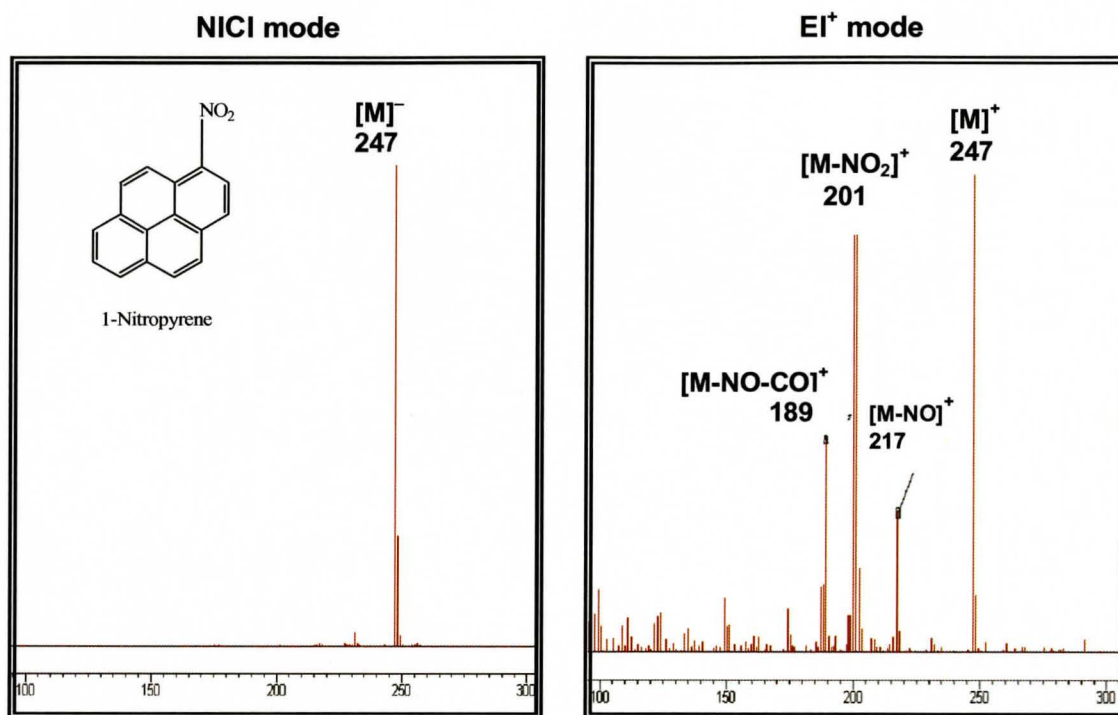 NICI mode
NO₂
[M]⁻
247
1-Nitropyrene
100 150 200 250 300
EI⁺ mode
[M]⁺
247
[M-NO₂]⁺
201
[M-NO-CO]⁺
189
[M-NO]⁺
217
100 150 200 250 300